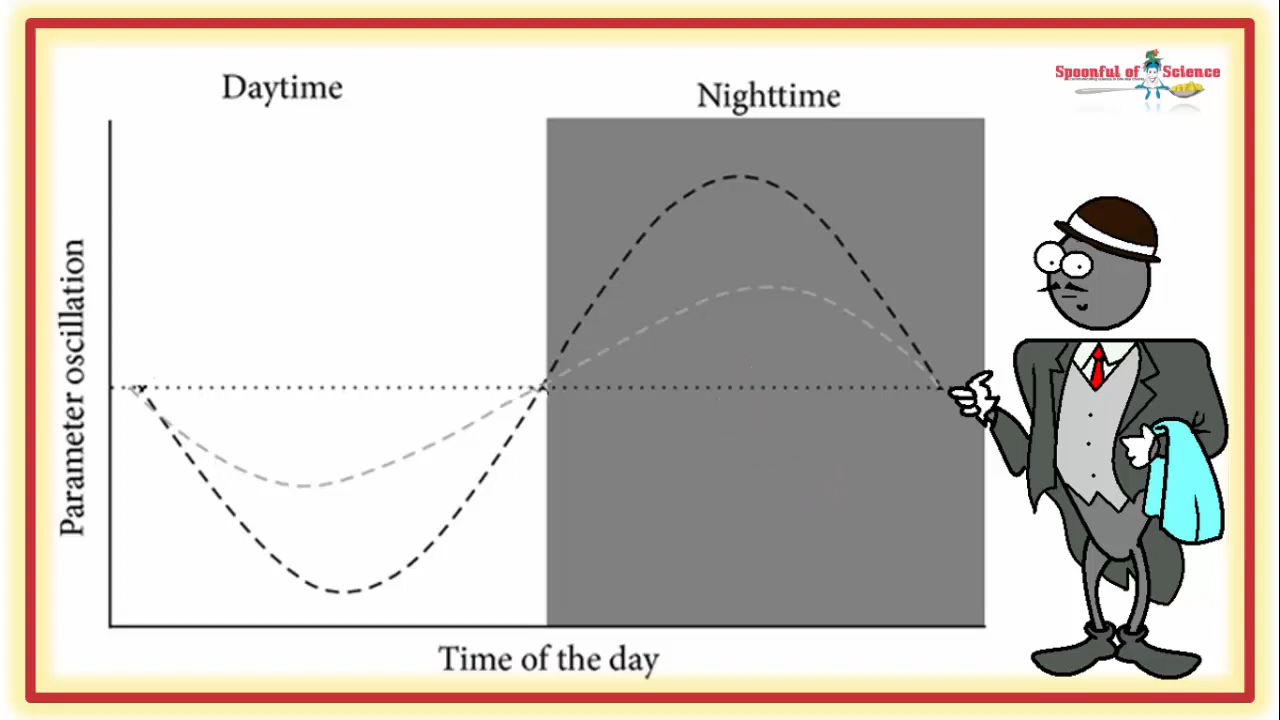 Daytime
Nighttime
Spoonful of Science
Parameter oscillation
Time of the day